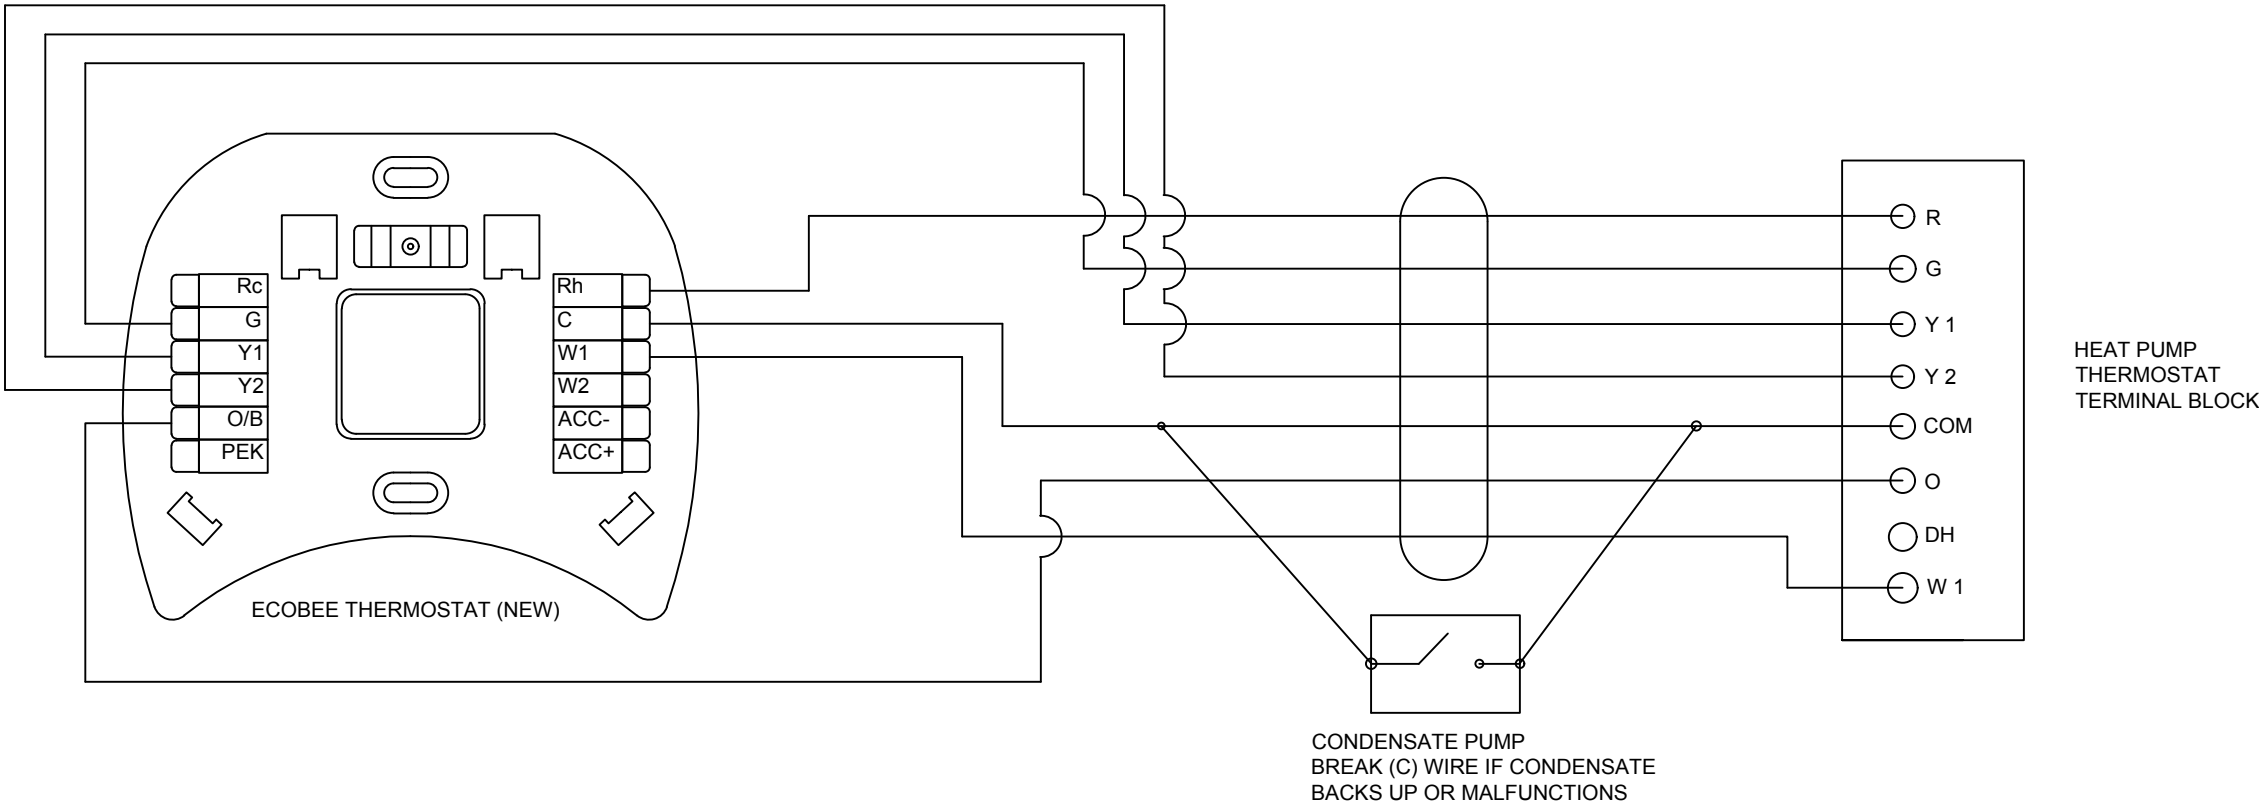 Rc
G
Y1
Y2
O/B
PEK
Rh
C
W1
W2
ACC-
ACC+
ECOBEE THERMOSTAT (NEW)
R
G
Y 1
Y 2
COM
O
DH
W 1
HEAT PUMP
THERMOSTAT
TERMINAL BLOCK
CONDENSATE PUMP
BREAK (C) WIRE IF CONDENSATE
BACKS UP OR MALFUNCTIONS